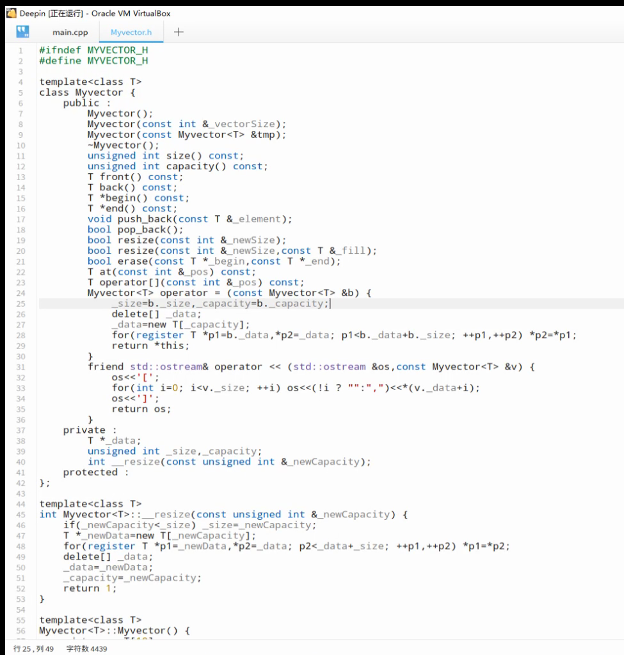 Deepin [正在运行] - Oracle VM VirtualBox
main.cpp Myvector.h +
1 #ifndef MYVECTOR_H
2 #define MYVECTOR_H
3
4 template<class T>
5 class Myvector {
6 public :
7 Myvector();
8 Myvector(const int &_vectorSize);
9 Myvector(const Myvector<T> &tmp);
10 ~Myvector();
11 unsigned int size() const;
12 unsigned int capacity() const;
13 T front() const;
14 T back() const;
15 T *begin() const;
16 T *end() const;
17 void push_back(const T &_element);
18 bool pop_back();
19 bool resize(const int &_newSize);
20 bool resize(const int &_newSize,const T &_fill);
21 bool erase(const T *_begin,const T *_end);
22 T at(const int &_pos) const;
23 T operator[](const int &_pos) const;
24 Myvector<T> operator = (const Myvector<T> &b) {
25 _size=b._size,_capacity=b._capacity;
26 delete[] _data;
27 _data=new T[_capacity];
28 for(register T *p1=b._data,*p2=_data; p1<b._data+b._size; ++p1,++p2) *p2=*p1;
29 return *this;
30 }
31 friend std::ostream& operator << (std::ostream &os,const Myvector<T> &v) {
32 os<<'[';
33 for(int i=0; i<v._size; ++i) os<<(!i ? "":",")<<*(v._data+i);
34 os<<']';
35 return os;
36 }
37 private :
38 T *_data;
39 unsigned int _size,_capacity;
40 int __resize(const unsigned int &_newCapacity);
41 protected :
42 };
43
44 template<class T>
45 int Myvector<T>::__resize(const unsigned int &_newCapacity) {
46 if(_newCapacity<_size) _size=_newCapacity;
47 T *_newData=new T[_newCapacity];
48 for(register T *p1=_newData,*p2=_data; p2<_data+_size; ++p1,++p2) *p1=*p2;
49 delete[] _data;
50 _data=_newData;
51 _capacity=_newCapacity;
52 return 1;
53 }
54
55 template<class T>
56 Myvector<T>::Myvector() {
行 25 , 列 49 字符数 4439